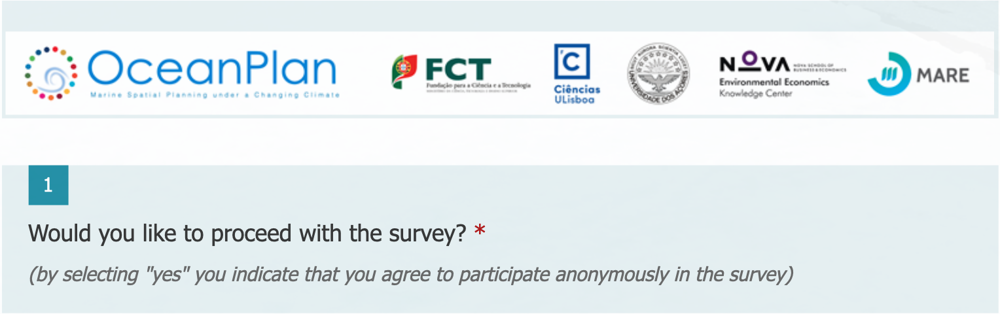 OceanPlan
Marine Spatial Planning under a Changing Climate
FCT
Fundação para a Ciência e a Tecnologia
C
Ciências
ULisboa
AURORA SCIENTIA
UNIVERSIDADE DOS AÇORES
NOVA
NOVA SCHOOL OF
BUSINESS & ECONOMICS
Environmental Economics
Knowledge Center
MARE
1
Would you like to proceed with the survey? *
(by selecting "yes" you indicate that you agree to participate anonymously in the survey)